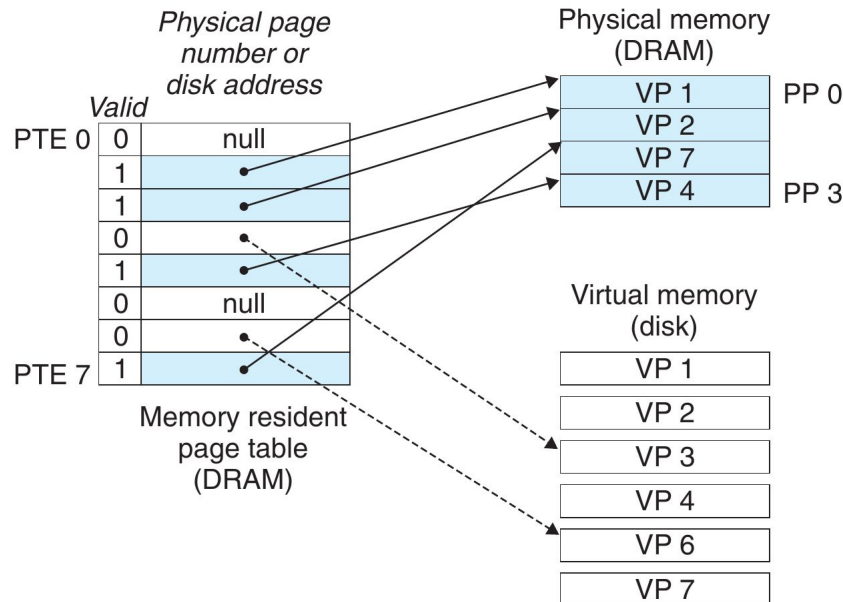 Physical page
number or
disk address
Valid
PTE 0
0
null
1
1
0
1
0
null
0
PTE 7
1
Memory resident
page table
(DRAM)
Physical memory
(DRAM)
VP 1
PP 0
VP 2
VP 7
VP 4
PP 3
Virtual memory
(disk)
VP 1
VP 2
VP 3
VP 4
VP 6
VP 7